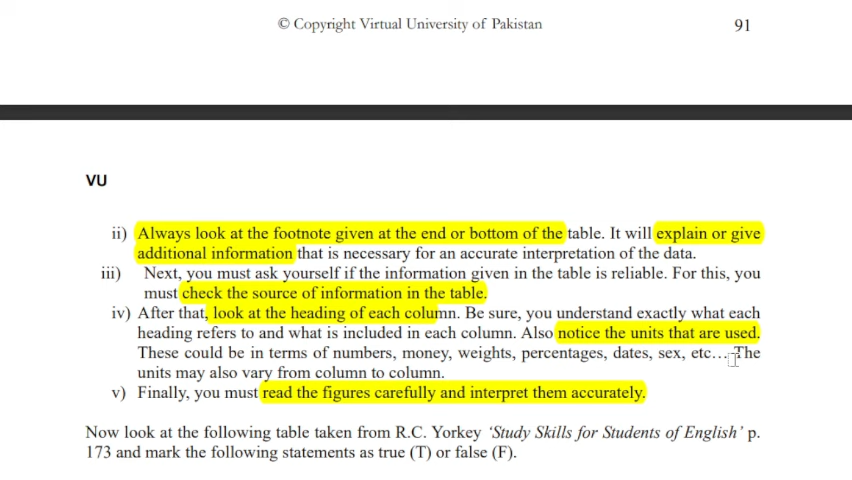 © Copyright Virtual University of Pakistan 91
VU
ii) Always look at the footnote given at the end or bottom of the table. It will explain or give
additional information that is necessary for an accurate interpretation of the data.
iii) Next, you must ask yourself if the information given in the table is reliable. For this, you
must check the source of information in the table.
iv) After that, look at the heading of each column. Be sure, you understand exactly what each
heading refers to and what is included in each column. Also notice the units that are used.
These could be in terms of numbers, money, weights, percentages, dates, sex, etc… The
units may also vary from column to column.
v) Finally, you must read the figures carefully and interpret them accurately.
Now look at the following table taken from R.C. Yorkey ‘Study Skills for Students of English’ p.
173 and mark the following statements as true (T) or false (F).